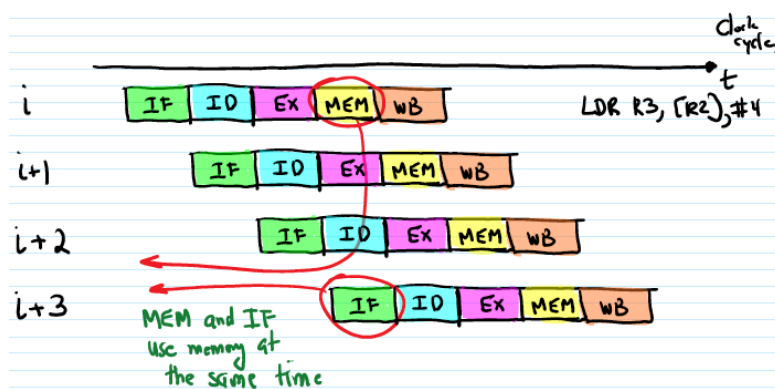 clock
cycle
t
i IF ID EX MEM WB LDR R3, [R2], #4
i+1 IF ID EX MEM WB
i+2 IF ID EX MEM WB
i+3 IF ID EX MEM WB
MEM and IF
use memory at
the same time